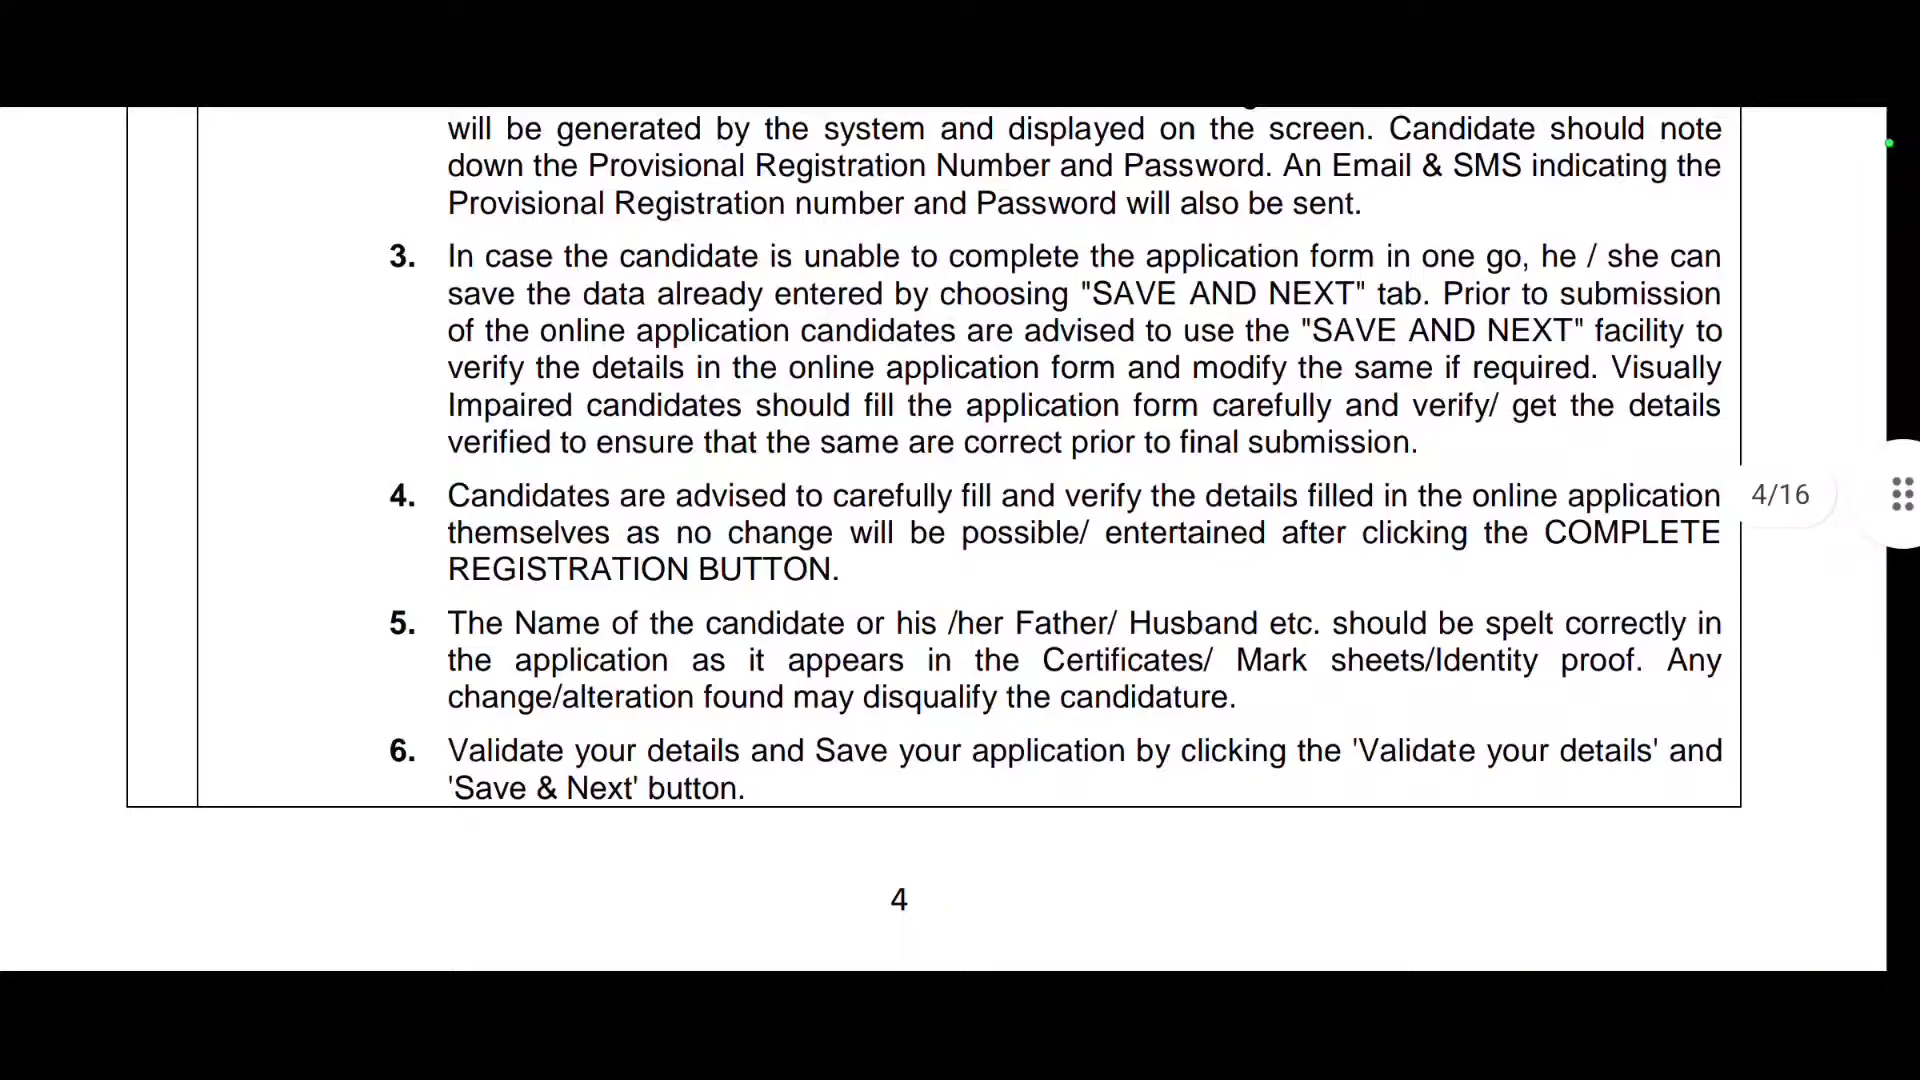 will be generated by the system and displayed on the screen. Candidate should note
down the Provisional Registration Number and Password. An Email & SMS indicating the
Provisional Registration number and Password will also be sent.
3. In case the candidate is unable to complete the application form in one go, he / she can
save the data already entered by choosing "SAVE AND NEXT" tab. Prior to submission
of the online application candidates are advised to use the "SAVE AND NEXT" facility to
verify the details in the online application form and modify the same if required. Visually
Impaired candidates should fill the application form carefully and verify/ get the details
verified to ensure that the same are correct prior to final submission.
4. Candidates are advised to carefully fill and verify the details filled in the online application
themselves as no change will be possible/ entertained after clicking the COMPLETE
REGISTRATION BUTTON.
4/16
5. The Name of the candidate or his /her Father/ Husband etc. should be spelt correctly in
the application as it appears in the Certificates/ Mark sheets/Identity proof. Any
change/alteration found may disqualify the candidature.
6. Validate your details and Save your application by clicking the 'Validate your details' and
'Save & Next' button.
4